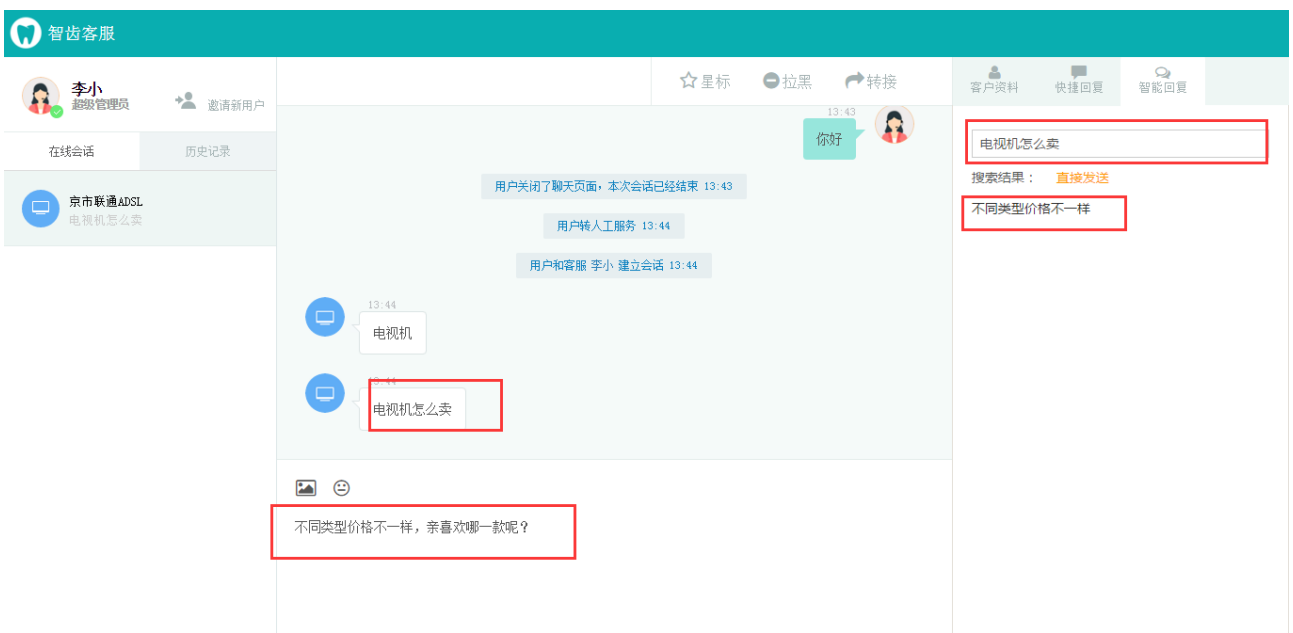 智齿客服
李小
超级管理员
邀请新用户
在线会话
历史记录
京市联通ADSL
电视机怎么卖
星标
拉黑
转接
13:43
你好
用户关闭了聊天页面，本次会话已经结束 13:43
用户转人工服务 13:44
用户和客服 李小 建立会话 13:44
13:44
电视机
13:44
电视机怎么卖
不同类型价格不一样，亲喜欢哪一款呢？
客户资料
快捷回复
智能回复
电视机怎么卖
搜索结果： 直接发送
不同类型价格不一样